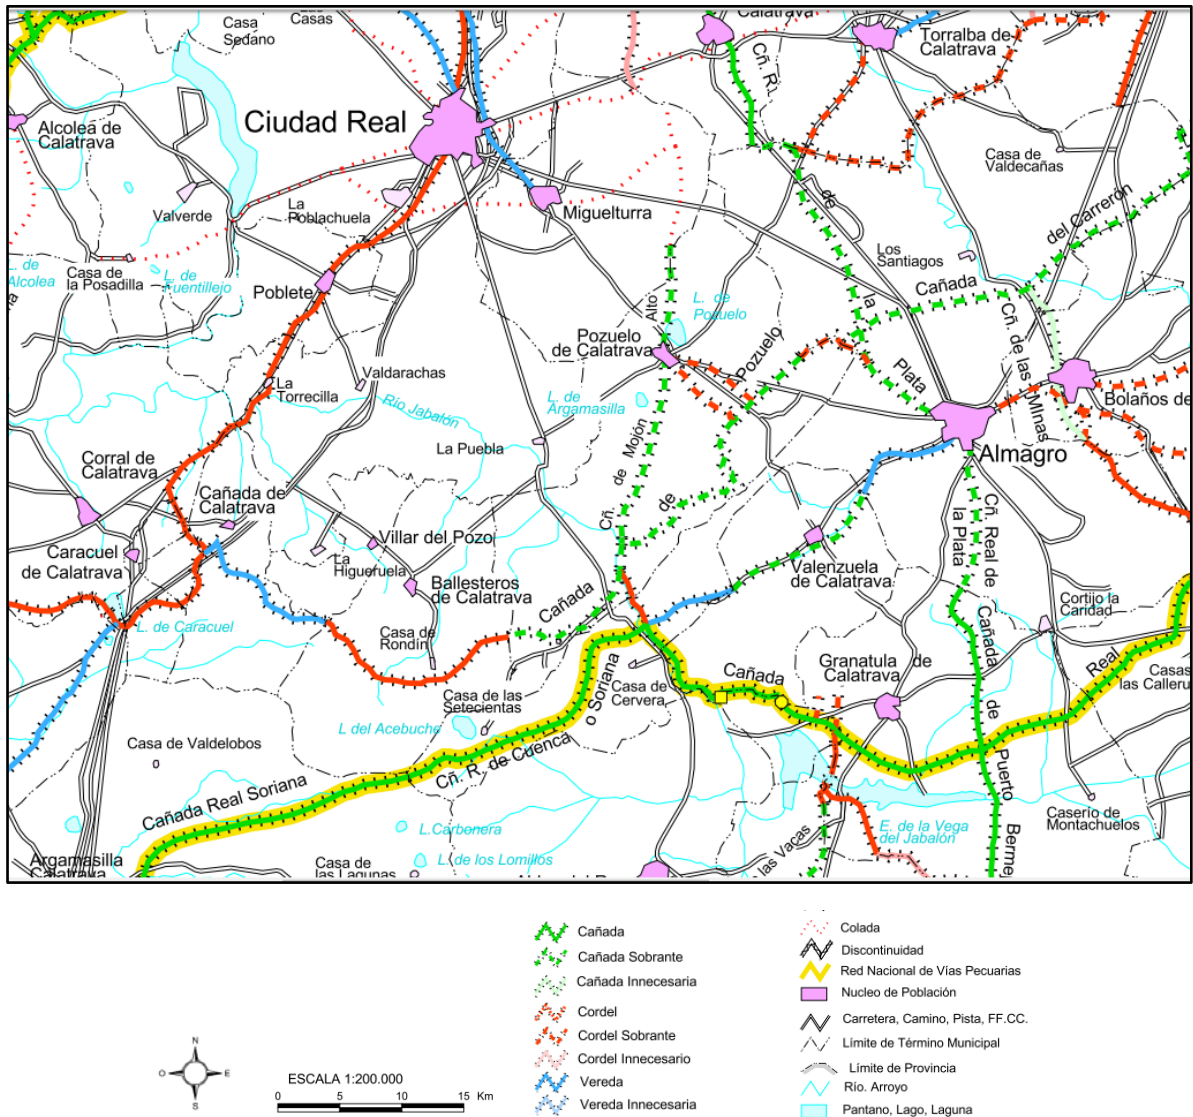 Casa
Sedano
Casas
Calatrava
Torralba de
Calatrava
Cñ. R.
Ciudad Real
Alcolea de
Calatrava
Casa de
Valdecañas
Valverde
La
Poblachuela
Miguelturra
de
del Carrerón
Los
Santiagos
L. de
Alcolea
Casa de
la Posadilla
L. de
Fuentillejo
Poblete
Alto
L. de
Pozuelo
la
Cañada
Pozuelo
de Calatrava
Pozuelo
Plata
Cñ. de las Minas
La
Torrecilla
Valdarachas
Río Jabalón
L. de
Argamasilla
Bolaños de
La Puebla
Mojón
de
Almagro
Corral de
Calatrava
Cañada de
Calatrava
Cñ.
de
Cñ. Real de
la Plata
Villar del Pozo
Caracuel
de Calatrava
La
Higueruela
Ballesteros
de Calatrava
Valenzuela
de Calatrava
Cañada
Cortijo la
Caridad
L. de Caracuel
Casa de
Rondín
Cañada
de
Puerto
Berme
Granatula de
Calatrava
Real
Casas
las Calleru
Cañada
Casa de
Cervera
o Soriana
Casa de las
Setecientas
L del Acebuche
Casa de Valdelobos
Cñ. R. de Cuenca
Cañada Real Soriana
Caserío de
Montachuelos
L.Carbonera
E. de la Vega
del Jabalón
las Vacas
Argamasilla
Calatrava
Casa de
las Lagunas
L. de los Lomillos
N
O
E
S
ESCALA 1:200.000
0 5 10 15 Km
Cañada
Cañada Sobrante
Cañada Innecesaria
Cordel
Cordel Sobrante
Cordel Innecesario
Vereda
Vereda Innecesaria
Colada
Discontinuidad
Red Nacional de Vías Pecuarias
Nucleo de Población
Carretera, Camino, Pista, FF.CC.
Límite de Término Municipal
Límite de Provincia
Río. Arroyo
Pantano, Lago, Laguna